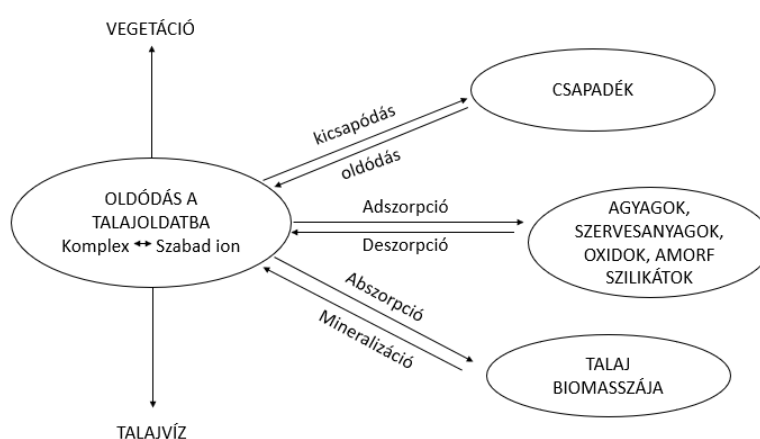 VEGETÁCIÓ
CSAPADÉK
kicsapódás
oldódás
OLDÓDÁS A
TALAJOLDATBA
Komplex ↔ Szabad ion
Adszorpció
Deszorpció
AGYAGOK,
SZERVESANYAGOK,
OXIDOK, AMORF
SZILIKÁTOK
Abszorpció
Mineralizáció
TALAJ
BIOMASSZÁJA
TALAJVÍZ